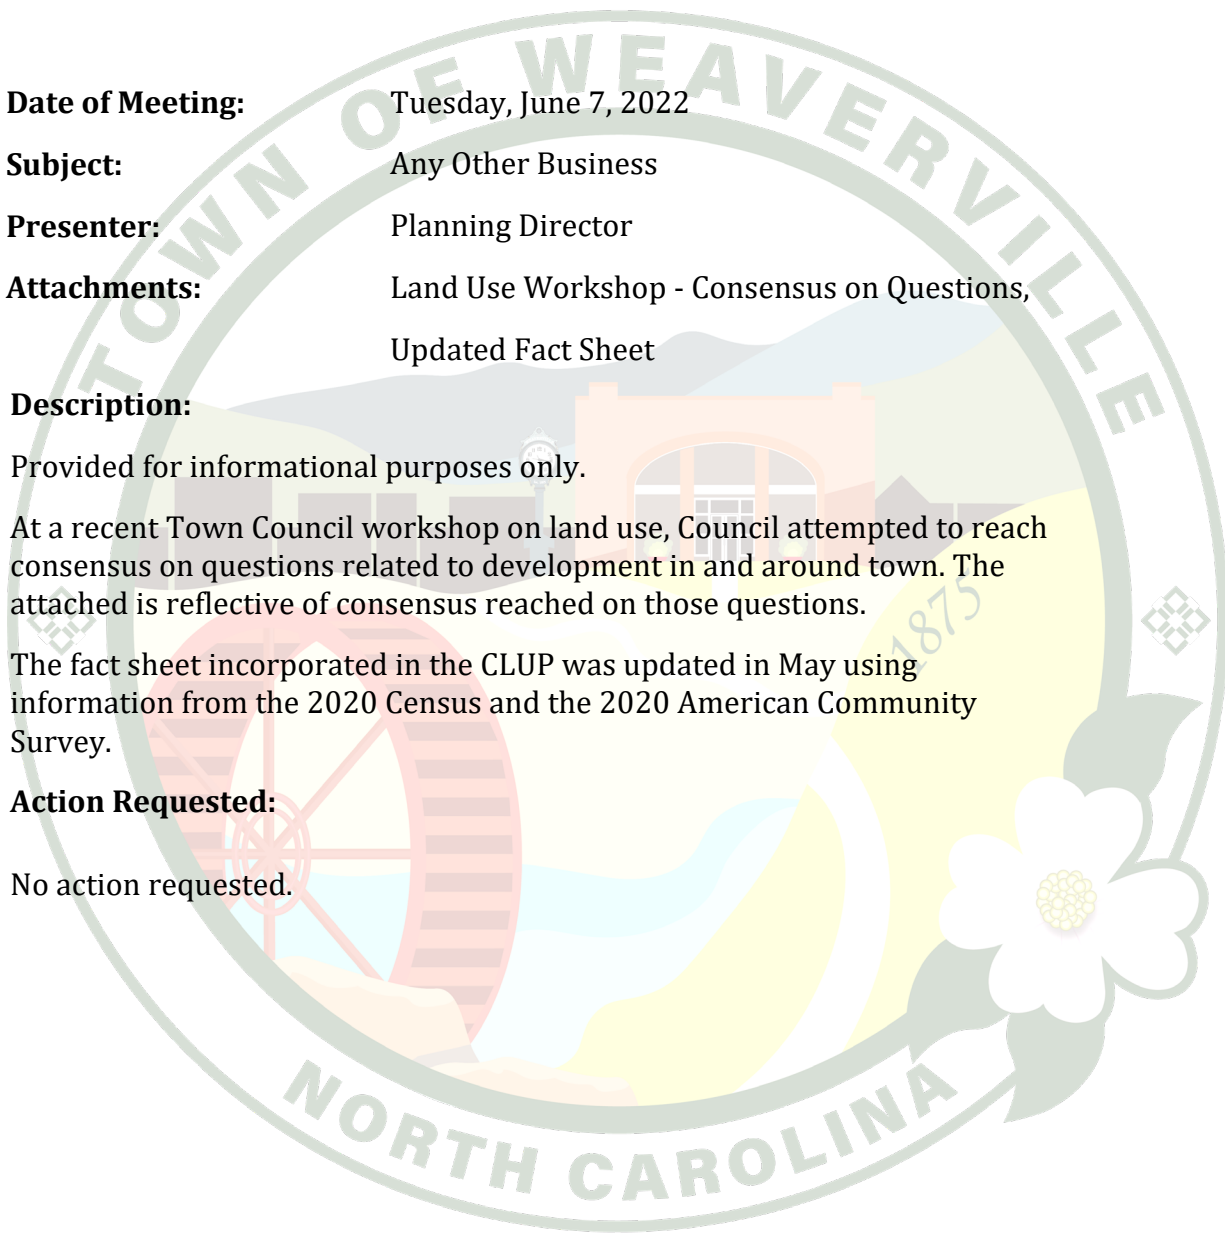 TOWN OF WEAVERVILLE
Date of Meeting: Tuesday, June 7, 2022
Subject: Any Other Business
Presenter: Planning Director
Attachments: Land Use Workshop - Consensus on Questions,
Updated Fact Sheet
Description:
Provided for informational purposes only.
At a recent Town Council workshop on land use, Council attempted to reach
consensus on questions related to development in and around town. The
attached is reflective of consensus reached on those questions.
1875
The fact sheet incorporated in the CLUP was updated in May using
information from the 2020 Census and the 2020 American Community
Survey.
Action Requested:
No action requested.
NORTH CAROLINA